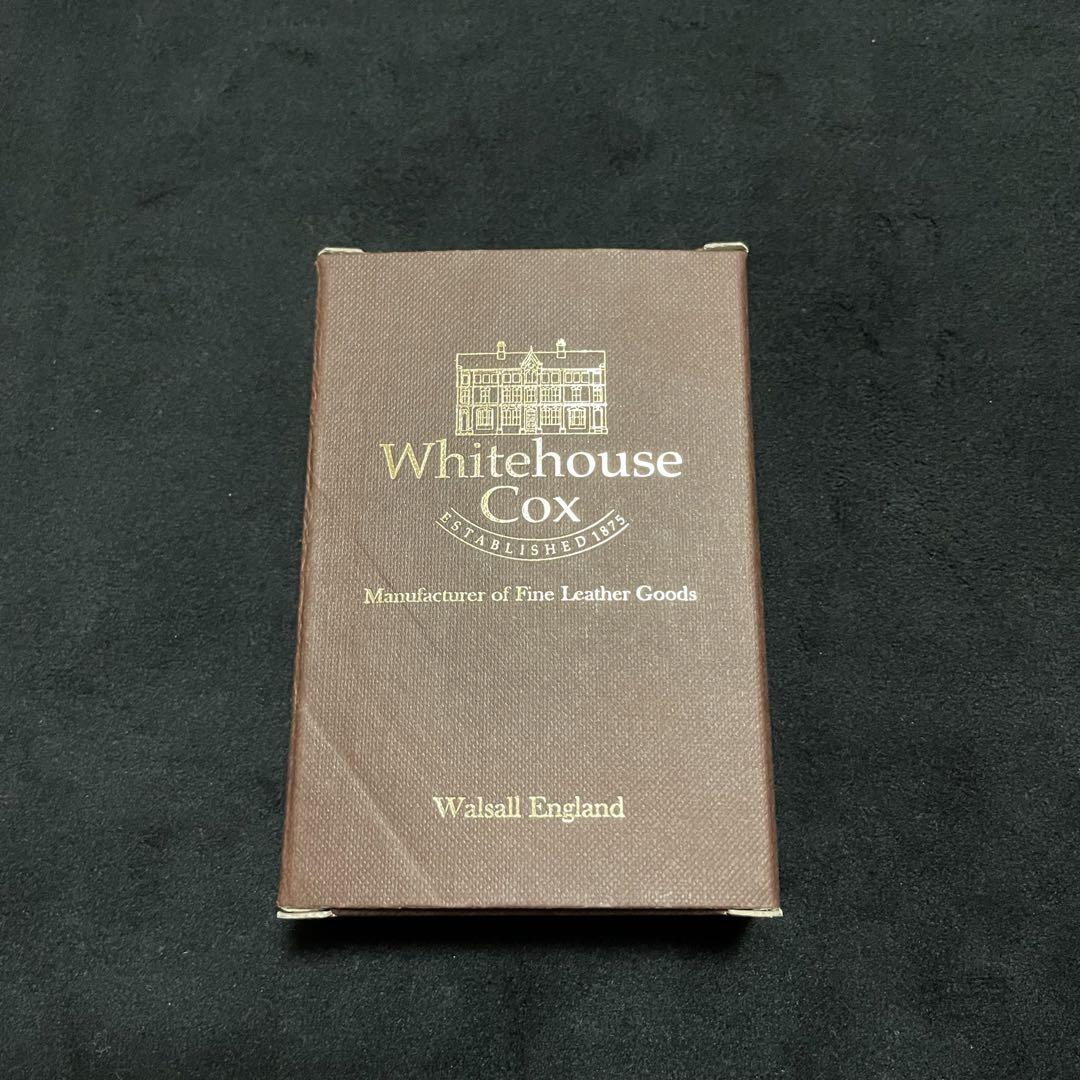 Whitehouse
Cox
ESTABLISHED 1875
Manufacturer of Fine Leather Goods
Walsall England